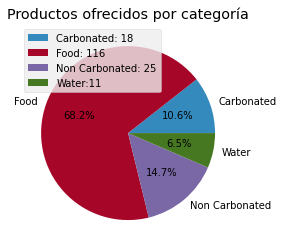 Productos ofrecidos por categoría
Carbonated: 18
Food: 116
Non Carbonated: 25
Water:11
Food
Carbonated
68.2%
10.6%
6.5%
Water
14.7%
Non Carbonated